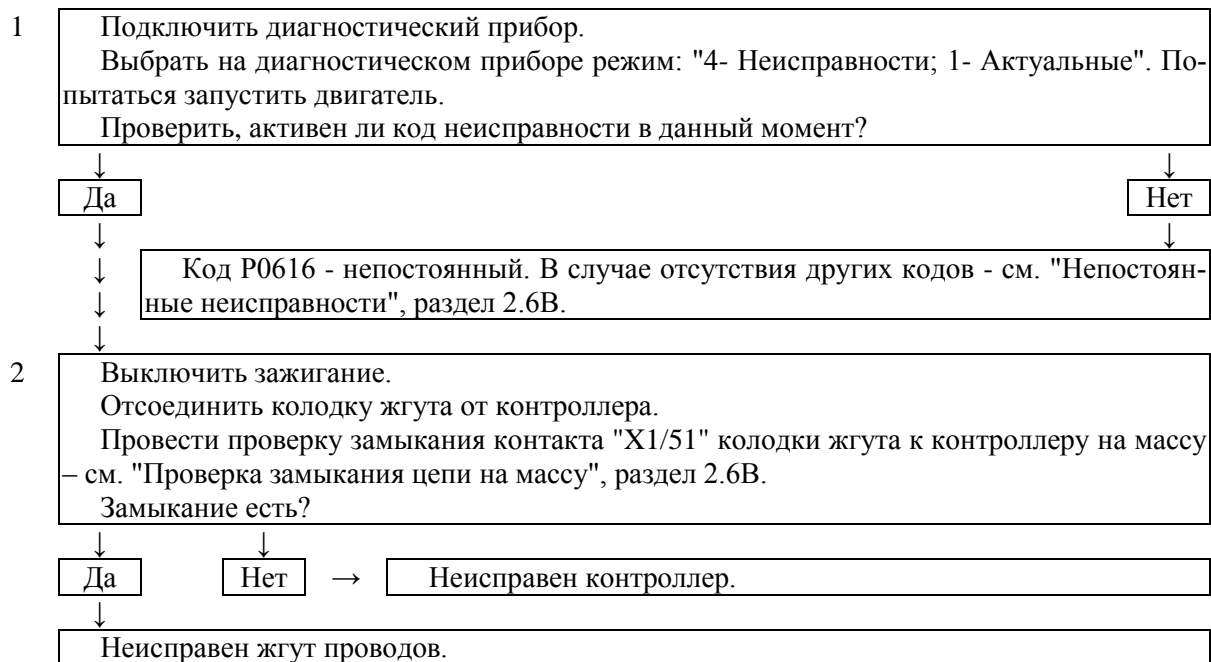 1 Подключить диагностический прибор.
Выбрать на диагностическом приборе режим: "4- Неисправности; 1- Актуальные". По-
пытаться запустить двигатель.
Проверить, активен ли код неисправности в данный момент?
↓ ↓
Да Нет
↓ ↓
↓ Код P0616 - непостоянный. В случае отсутствия других кодов - см. "Непостоян-
↓ ные неисправности", раздел 2.6В.
↓
2 Выключить зажигание.
Отсоединить колодку жгута от контроллера.
Провести проверку замыкания контакта "X1/51" колодки жгута к контроллеру на массу
– см. "Проверка замыкания цепи на массу", раздел 2.6В.
Замыкание есть?
↓ ↓
Да Нет → Неисправен контроллер.
↓
Неисправен жгут проводов.